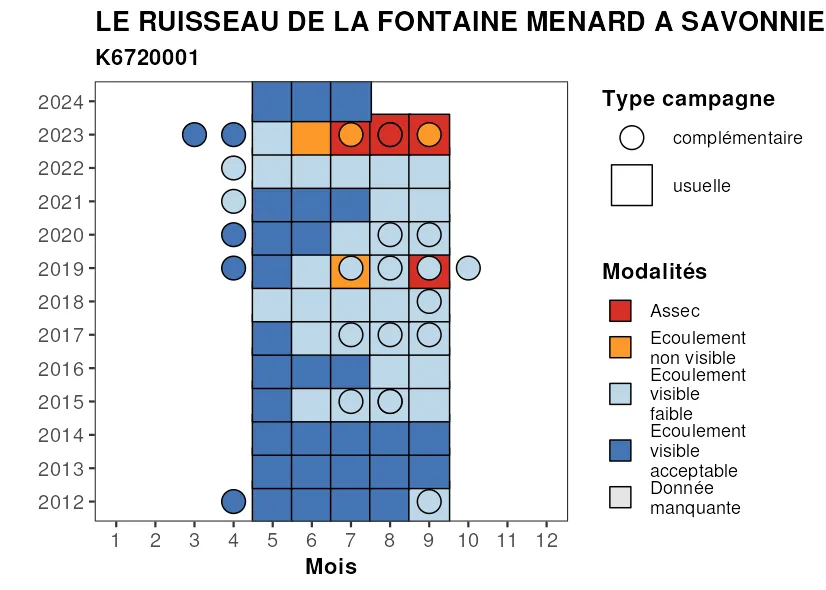 LE RUISSEAU DE LA FONTAINE MENARD A SAVONNIE
K6720001
2024
2023
2022
2021
2020
2019
2018
2017
2016
2015
2014
2013
2012
1 2 3 4 5 6 7 8 9 10 11 12
Mois
Type campagne
complémentaire
usuelle
Modalités
Assec
Ecoulement
non visible
Ecoulement
visible
faible
Ecoulement
visible
acceptable
Donnée
manquante